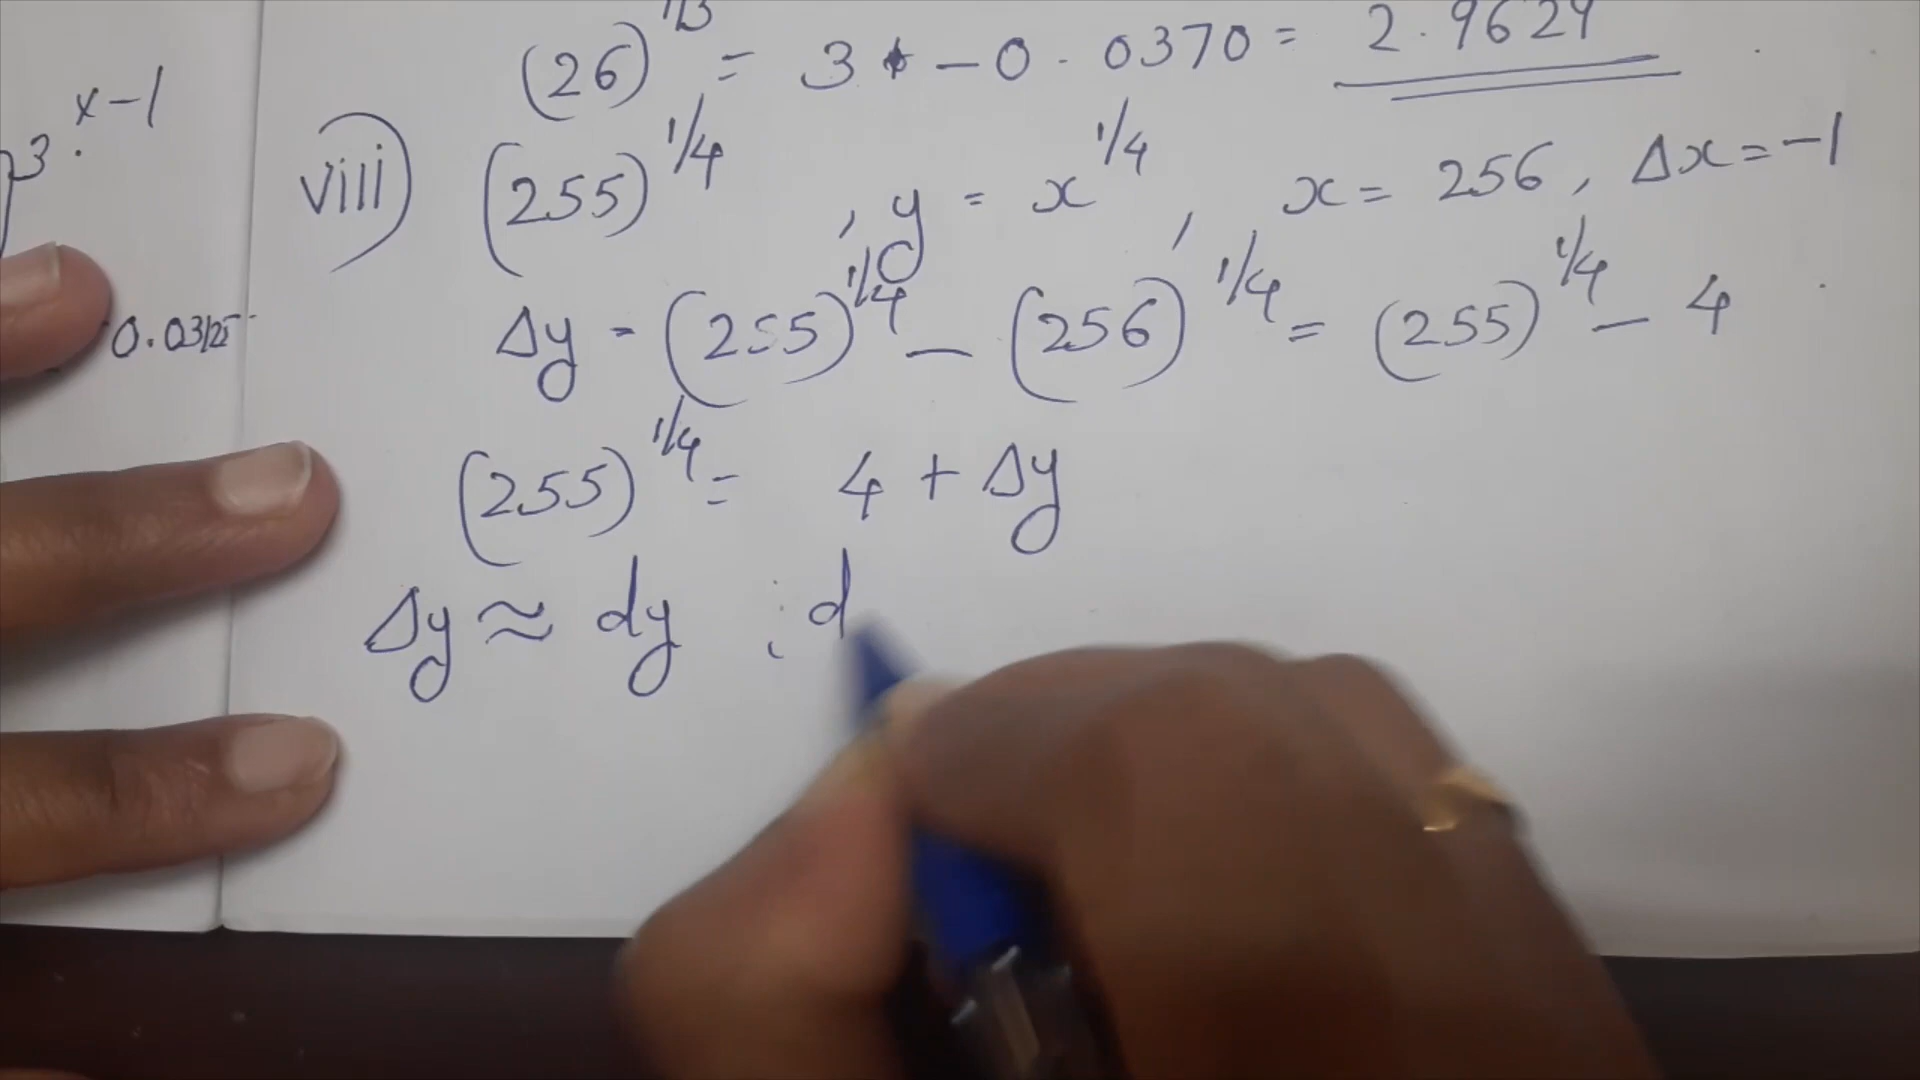 (26)^1/3 = 3 - 0.0370 = 2.9629
3^x-1
viii) (255)^1/4 , y = x^1/4 , x = 256 , Δx = -1
Δy = (255)^1/4 - (256)^1/4 = (255)^1/4 - 4
0.03125
(255)^1/4 = 4 + Δy
Δy ≈ dy ; d